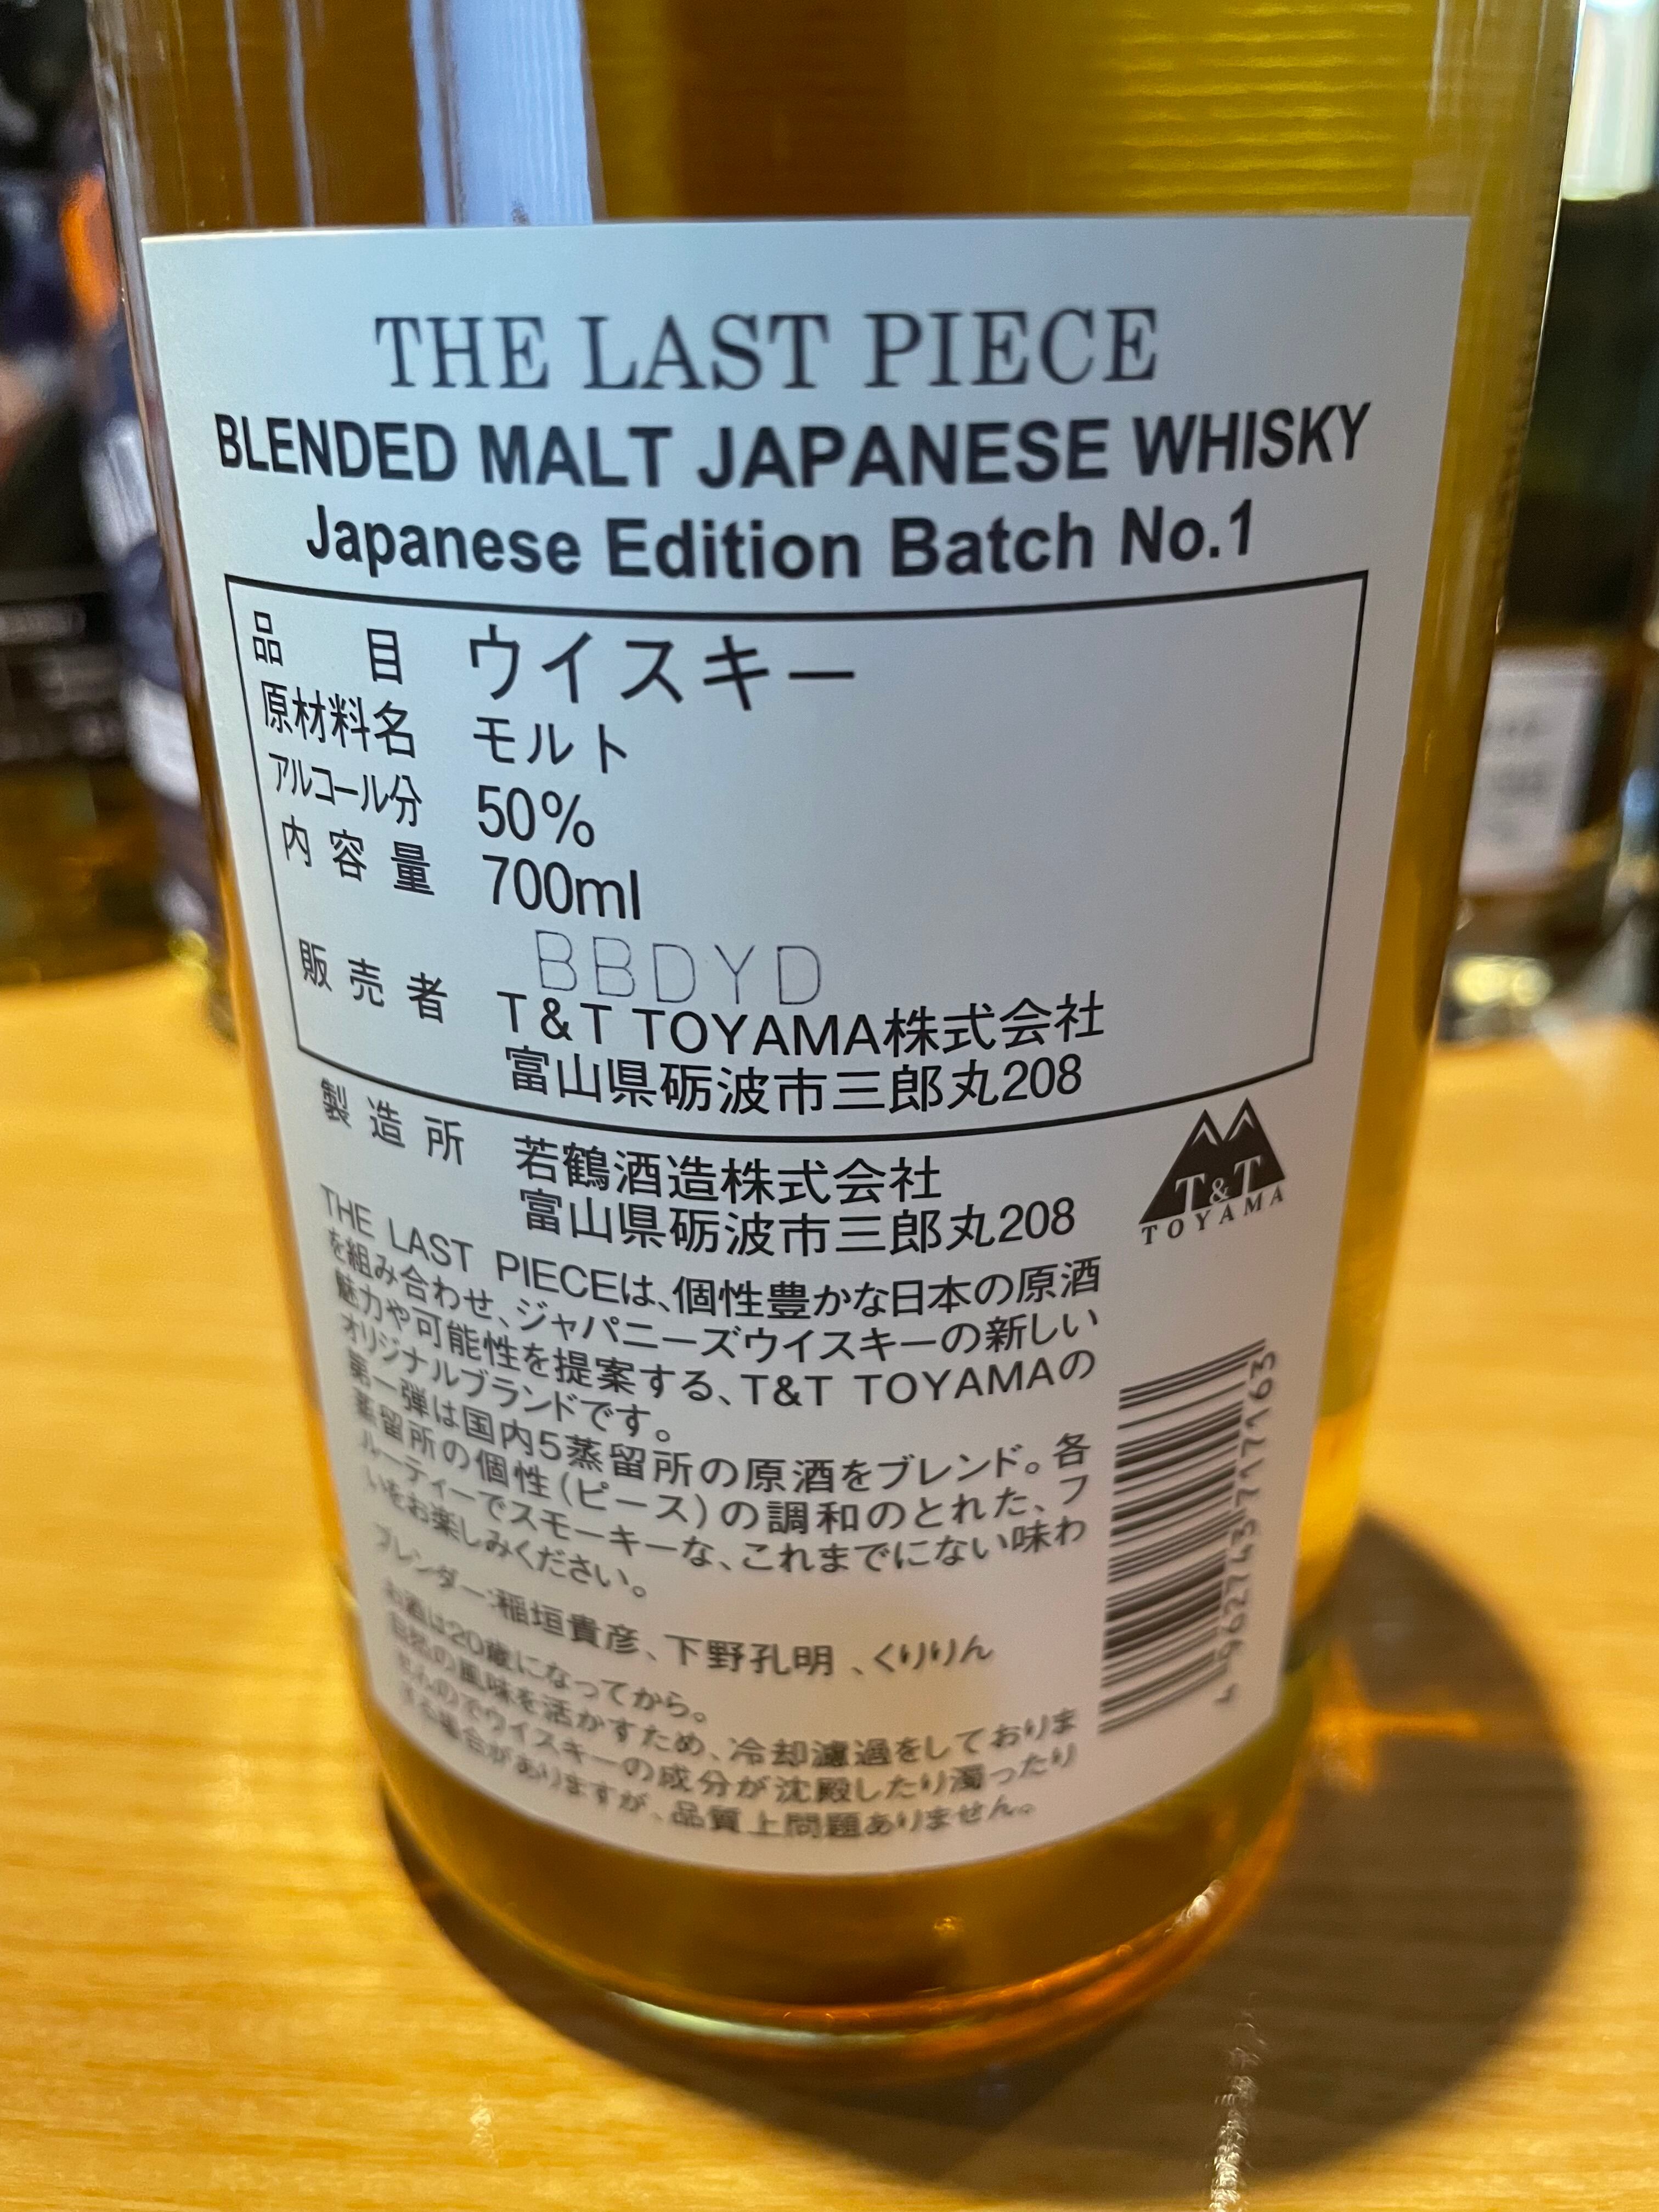 THE LAST PIECE
BLENDED MALT JAPANESE WHISKY
Japanese Edition Batch No.1
品目 ウイスキー
原材料名 モルト
アルコール分 50%
内容量 700ml
BBDYD
販売者 T&T TOYAMA株式会社
富山県砺波市三郎丸208
製造所 若鶴酒造株式会社
富山県砺波市三郎丸208
T&T
TOYAMA
THE LAST PIECEは、個性豊かな日本の原酒
を組み合わせ、ジャパニーズウイスキーの新しい
魅力や可能性を提案する、T&T TOYAMAの
オリジナルブランドです。
第一弾は国内5蒸留所の原酒をブレンド。各
蒸留所の個性(ピース)の調和のとれた、フ
ルーティーでスモーキーな、これまでにない味わ
いをお楽しみください。
ブレンダー:稲垣貴彦、下野孔明、くりりん
お酒は20歳になってから。
自然の風味を活かすため、冷却濾過をしておりま
せんのでウイスキーの成分が沈殿したり濁ったり
する場合がありますが、品質上問題ありません。
4 962743 717163